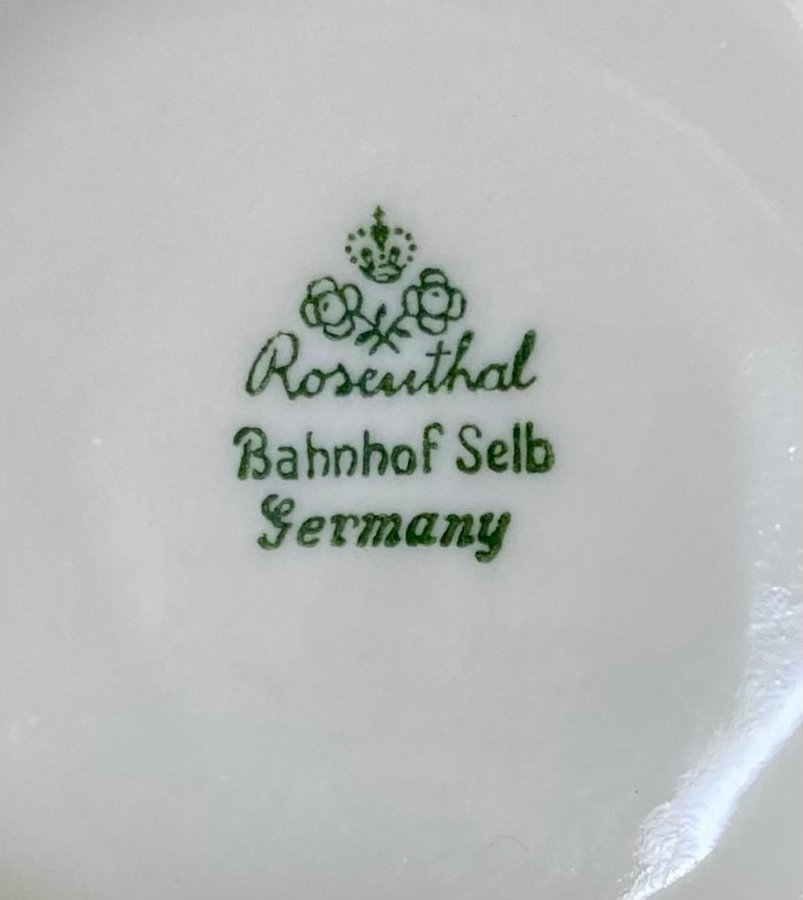 Rosenthal
Bahnhof Selb
Germany